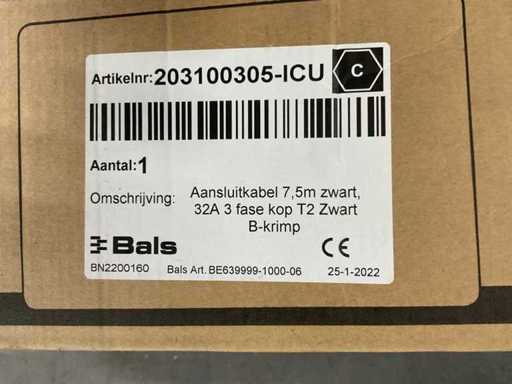 Artikelnr: 203100305-ICU C
Aantal: 1
Omschrijving: Aansluitkabel 7,5m zwart,
32A 3 fase kop T2 Zwart
B-krimp
Bals CE
BN2200160 Bals Art. BE639999-1000-06 25-1-2022